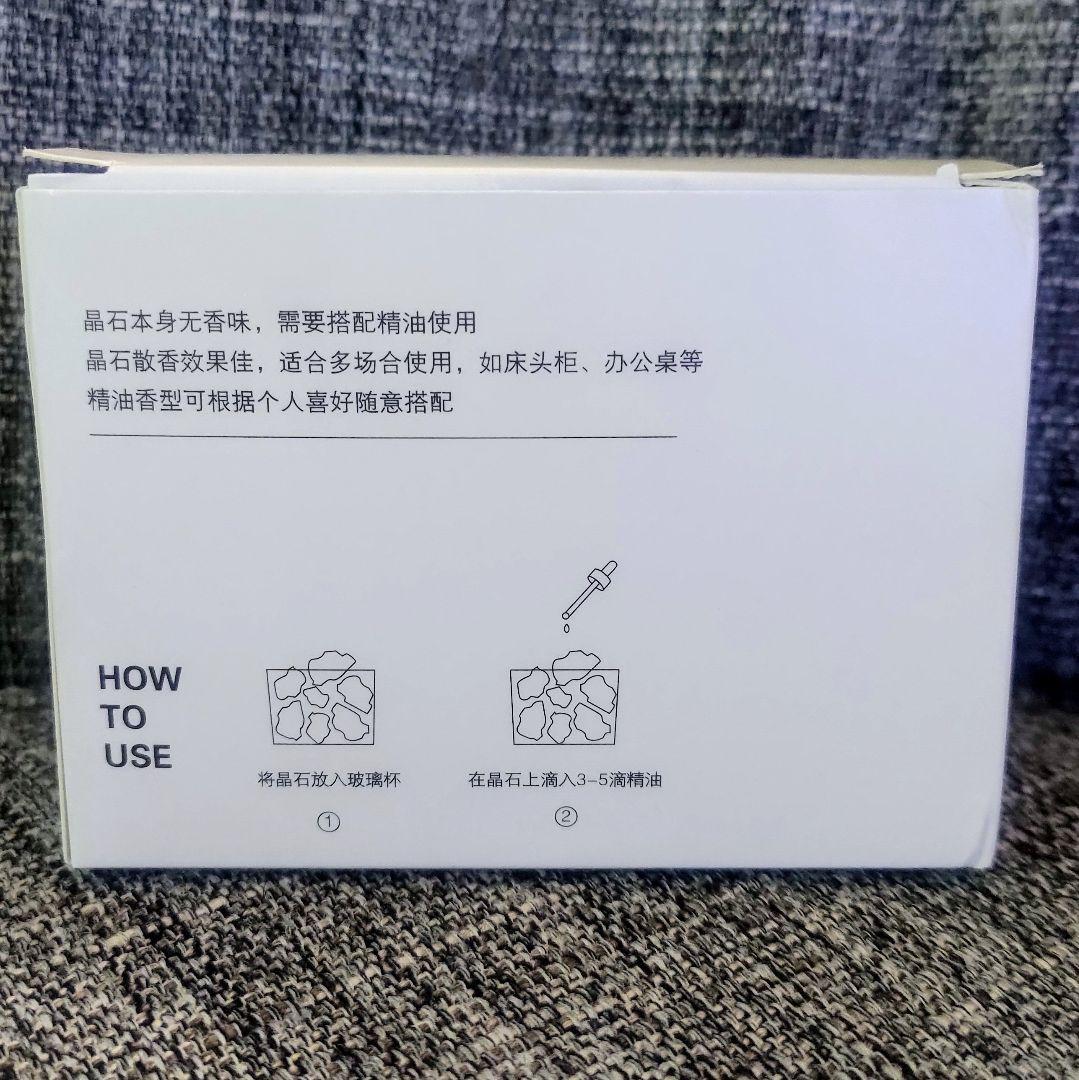 晶石本身无香味，需要搭配精油使用
晶石散香效果佳，适合多场合使用，如床头柜、办公桌等
精油香型可根据个人喜好随意搭配
HOW
TO
USE
将晶石放入玻璃杯
①
在晶石上滴入3-5滴精油
②